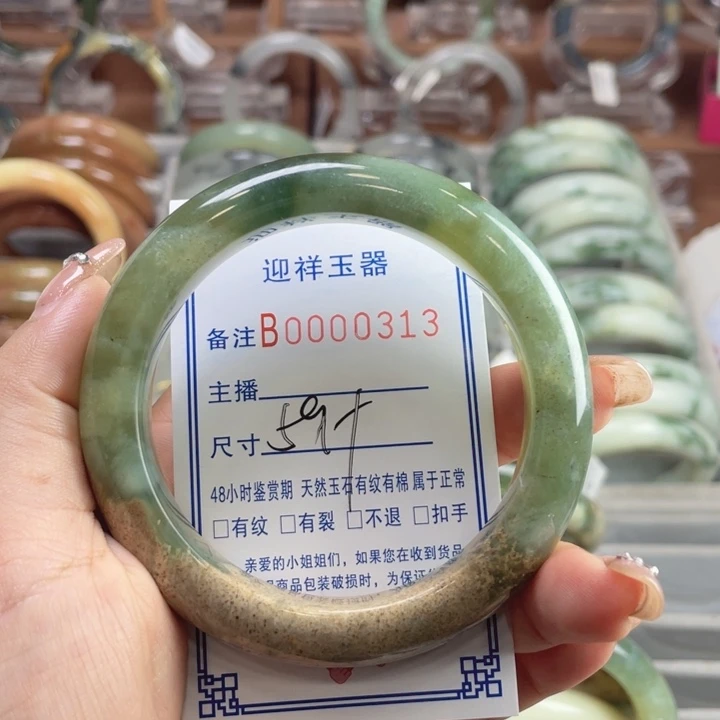 迎祥玉器
备注B0000313
主播
尺寸59
48小时鉴赏期 天然玉石有纹有棉 属于正常
□有纹 □有裂 □不退 □扣手
亲爱的小姐姐们，如果您在收到货品
商品包装破损时，为保证